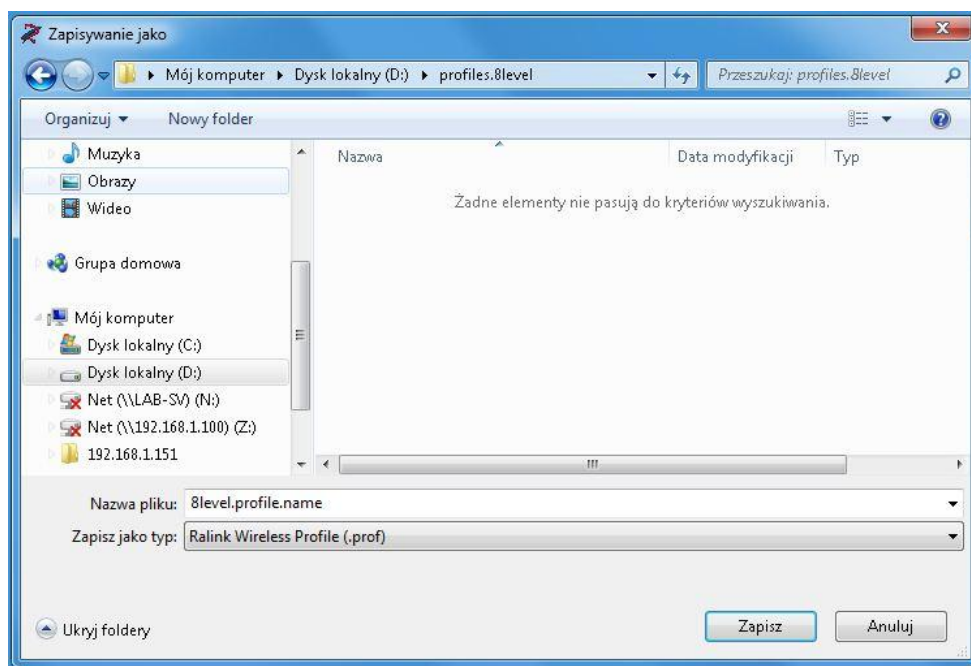 Zapisywanie jako
Mój komputer Dysk lokalny (D:) profiles.8level
Przeszukaj: profiles.8level
Organizuj Nowy folder
Muzyka
Obrazy
Wideo
Grupa domowa
Mój komputer
Dysk lokalny (C:)
Dysk lokalny (D:)
Net (\\LAB-SV) (N:)
Net (\\192.168.1.100) (Z:)
192.168.1.151
Nazwa Data modyfikacji Typ
Żadne elementy nie pasują do kryteriów wyszukiwania.
Nazwa pliku: 8level.profile.name
Zapisz jako typ: Ralink Wireless Profile (.prof)
Ukryj foldery
Zapisz Anuluj